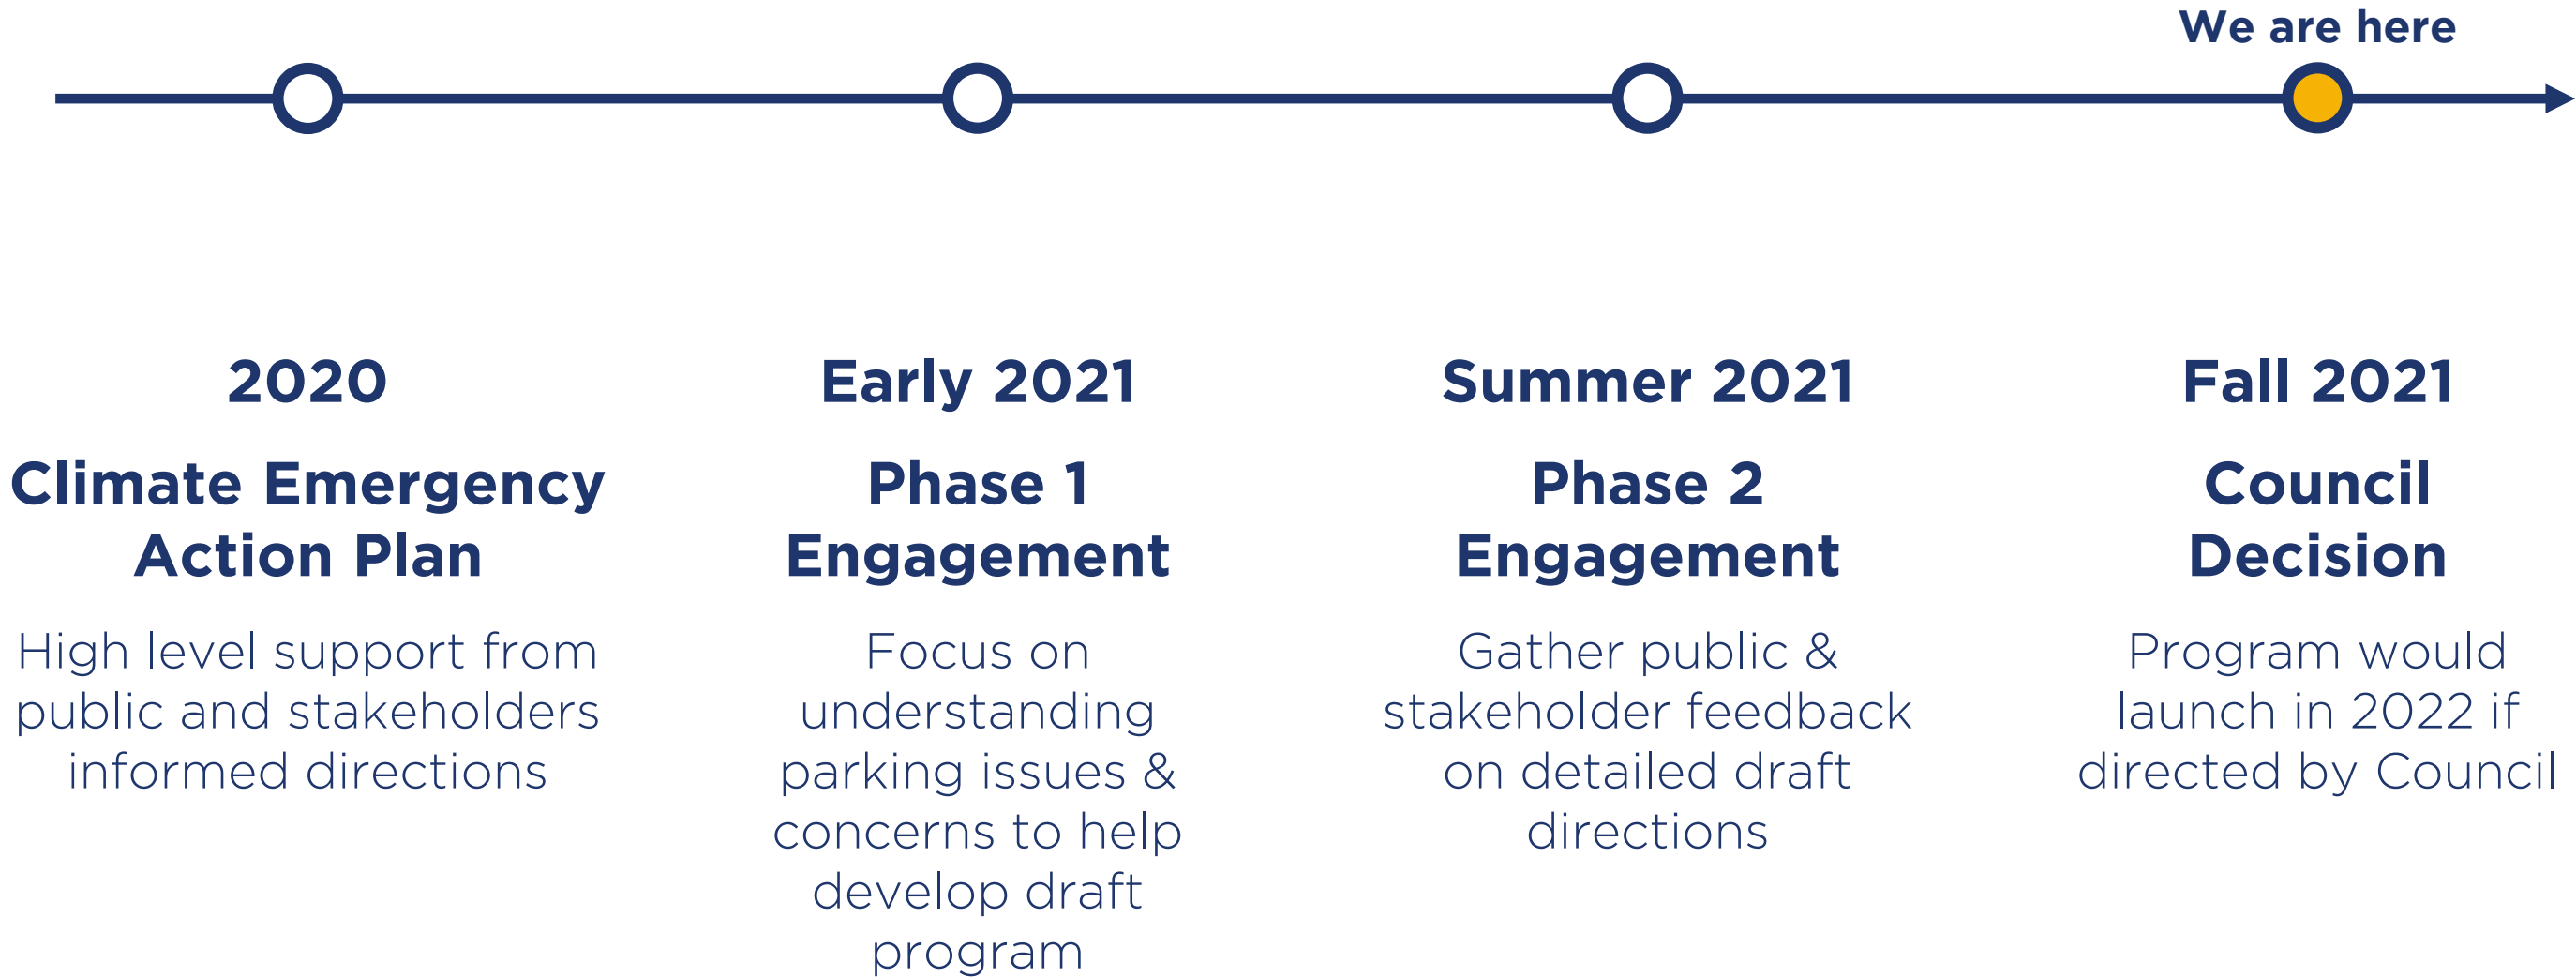 We are here
2020
Climate Emergency
Action Plan
High level support from
public and stakeholders
informed directions
Early 2021
Phase 1
Engagement
Focus on
understanding
parking issues &
concerns to help
develop draft
program
Summer 2021
Phase 2
Engagement
Gather public &
stakeholder feedback
on detailed draft
directions
Fall 2021
Council
Decision
Program would
launch in 2022 if
directed by Council